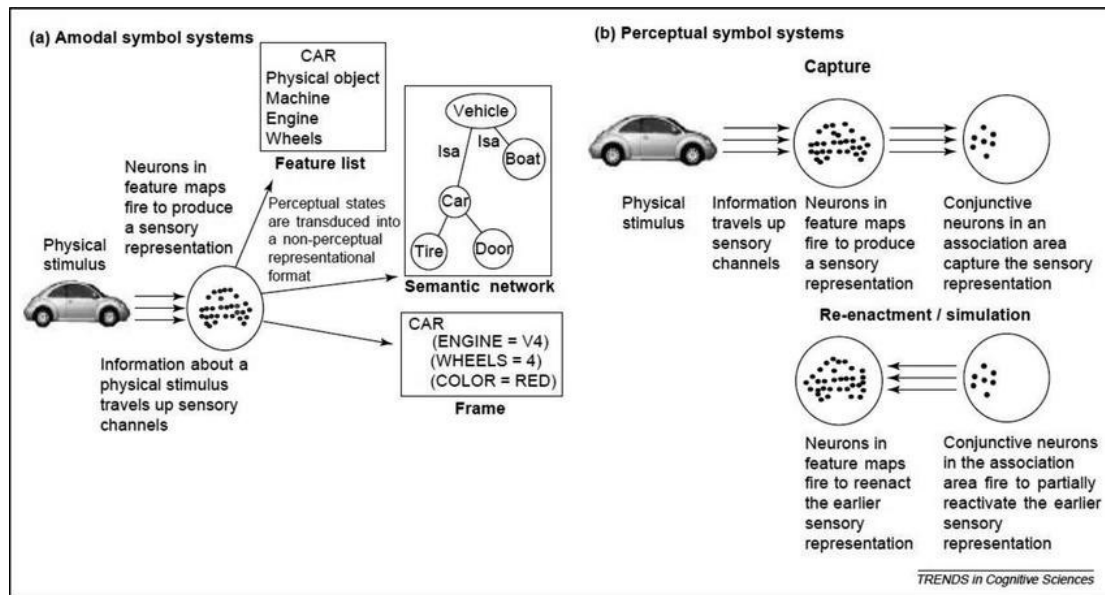 (a) Amodal symbol systems
CAR
Physical object
Machine
Engine
Wheels
Feature list
Vehicle
Isa
Isa
Boat
Car
Tire
Door
Semantic network
Neurons in
feature maps
fire to produce
a sensory
representation
Perceptual states
are transduced into
a non-perceptual
representational
format
Physical
stimulus
Information about a
physical stimulus
travels up sensory
channels
CAR
(ENGINE = V4)
(WHEELS = 4)
(COLOR = RED)
Frame
(b) Perceptual symbol systems
Capture
Physical
stimulus
Information
travels up
sensory
channels
Neurons in
feature maps
fire to produce
a sensory
representation
Conjunctive
neurons in an
association area
capture the sensory
representation
Re-enactment / simulation
Neurons in
feature maps
fire to reenact
the earlier
sensory
representation
Conjunctive neurons
in the association
area fire to partially
reactivate the earlier
sensory
representation
TRENDS in Cognitive Sciences